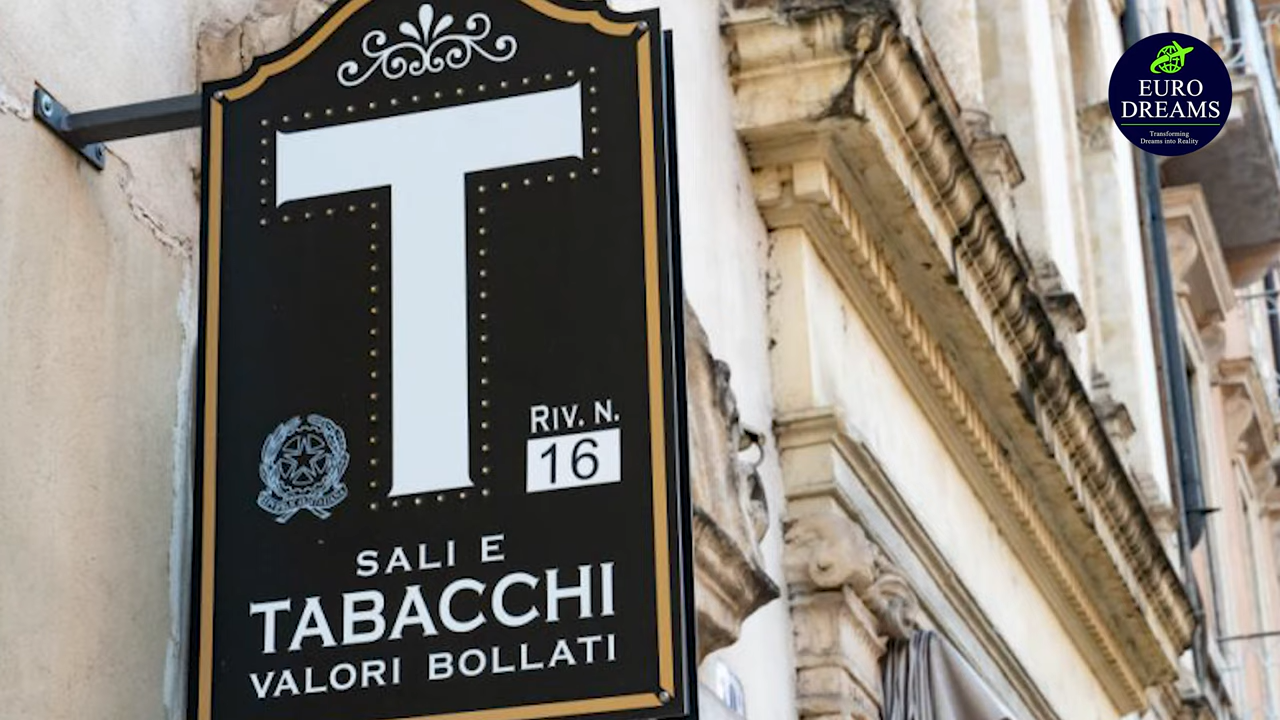 T
RIV. N.
16
SALI E
TABACCHI
VALORI BOLLATI
EURO
DREAMS
Transforming
Dreams into Reality